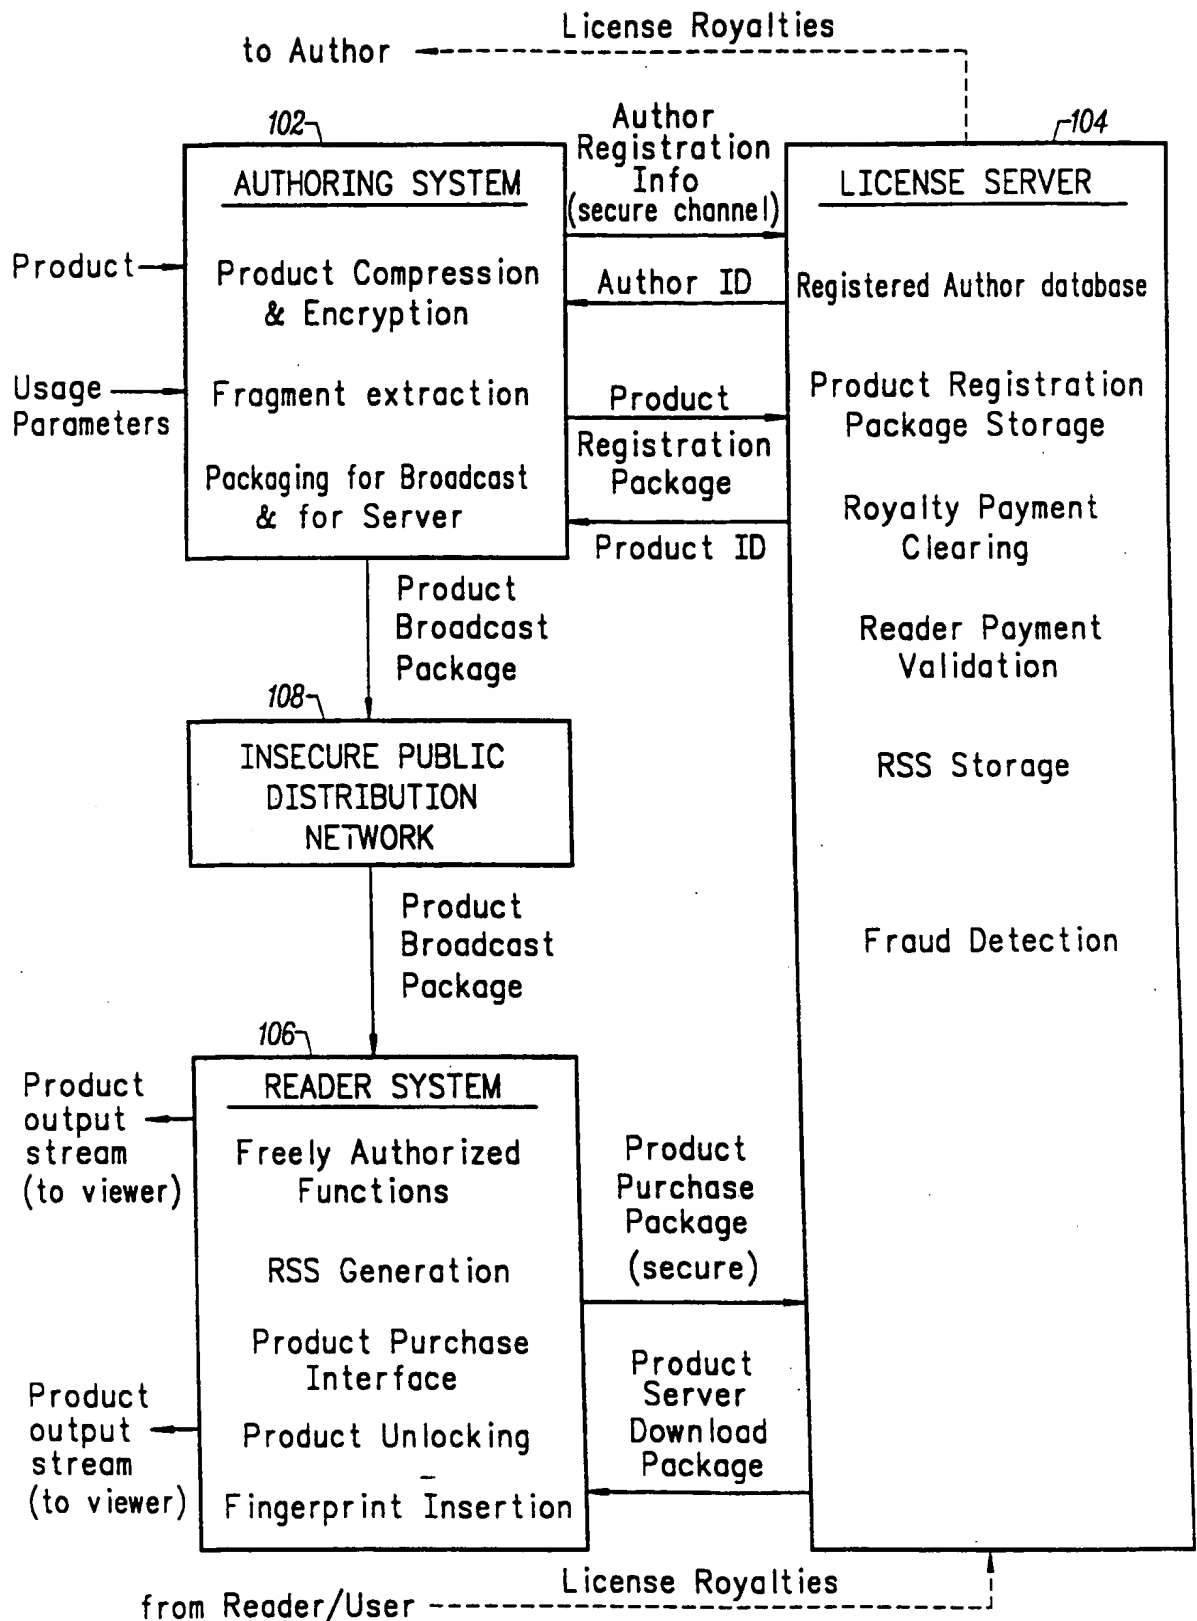 License Royalties
to Author
102
AUTHORING SYSTEM
Product
Product Compression
& Encryption
Usage
Parameters
Fragment extraction
Packaging for Broadcast
& for Server
Author
Registration
Info
(secure channel)
Author ID
Product
Registration
Package
Product ID
104
LICENSE SERVER
Registered Author database
Product Registration
Package Storage
Royalty Payment
Clearing
Reader Payment
Validation
RSS Storage
Fraud Detection
Product
Broadcast
Package
108
INSECURE PUBLIC
DISTRIBUTION
NETWORK
Product
Broadcast
Package
106
READER SYSTEM
Product
output
stream
(to viewer)
Freely Authorized
Functions
RSS Generation
Product Purchase
Interface
Product
output
stream
(to viewer)
Product Unlocking
Fingerprint Insertion
Product
Purchase
Package
(secure)
Product
Server
Download
Package
License Royalties
from Reader/User